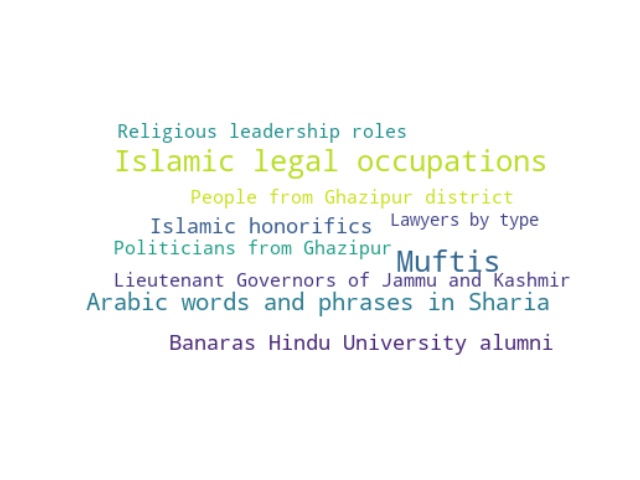 Religious leadership roles
Islamic legal occupations
People from Ghazipur district
Islamic honorifics
Lawyers by type
Politicians from Ghazipur
Muftis
Lieutenant Governors of Jammu and Kashmir
Arabic words and phrases in Sharia
Banaras Hindu University alumni